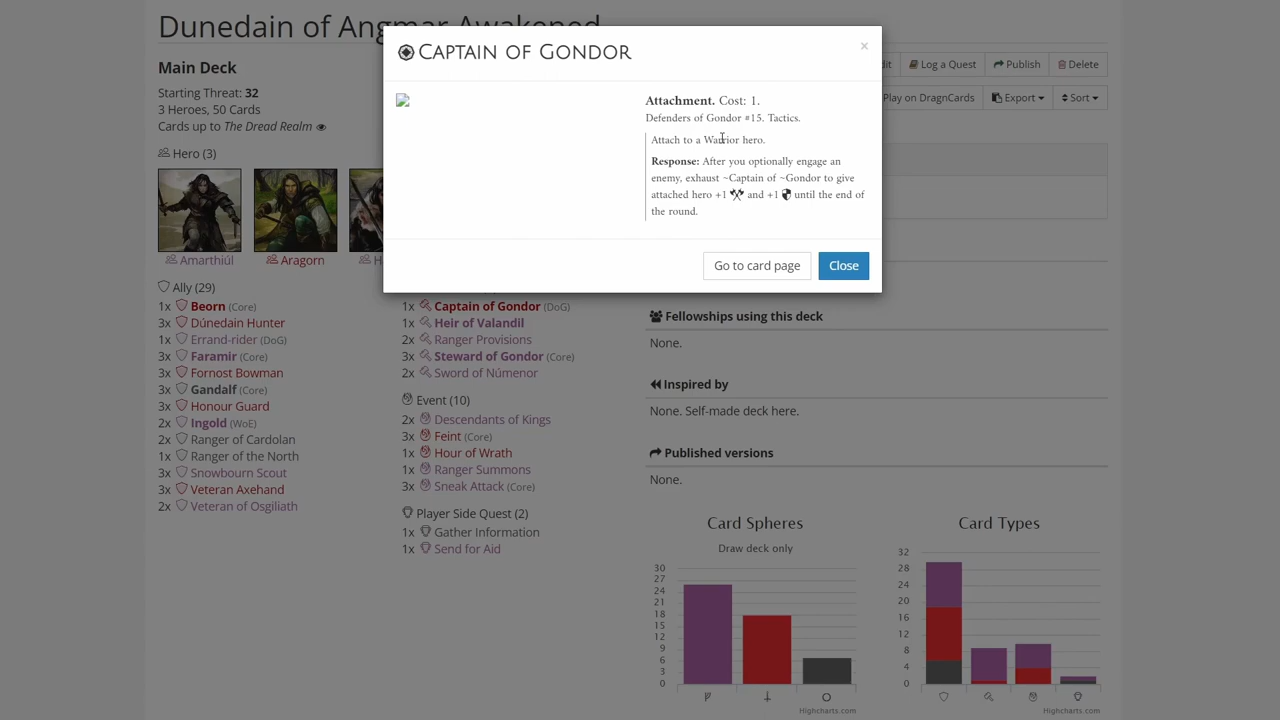 Dunedain of Angmar Awakened
CAPTAIN OF GONDOR
×
Attachment. Cost: 1.
Defenders of Gondor #15. Tactics.
Attach to a Warrior hero.
Response: After you optionally engage an
enemy, exhaust ~Captain of ~Gondor to give
attached hero +1 and +1 until the end of
the round.
Go to card page
Close
Main Deck
Starting Threat: 32
3 Heroes, 50 Cards
Cards up to The Dread Realm
Log a Quest
Publish
Delete
Play on DragnCards
Export
Sort
Hero (3)
Amarthiúl
Aragorn
Ally (29)
1x Beorn (Core)
3x Dúnedain Hunter
1x Errand-rider (DoG)
3x Faramir (Core)
3x Fornost Bowman
3x Gandalf (Core)
3x Honour Guard
2x Ingold (WoE)
2x Ranger of Cardolan
1x Ranger of the North
3x Snowbourn Scout
3x Veteran Axehand
2x Veteran of Osgiliath
1x Captain of Gondor (DoG)
1x Heir of Valandil
2x Ranger Provisions
3x Steward of Gondor (Core)
2x Sword of Númenor
Event (10)
2x Descendants of Kings
3x Feint (Core)
1x Hour of Wrath
1x Ranger Summons
3x Sneak Attack (Core)
Player Side Quest (2)
1x Gather Information
1x Send for Aid
Fellowships using this deck
None.
Inspired by
None. Self-made deck here.
Published versions
None.
Card Spheres
Draw deck only
30
27
24
21
18
15
12
9
6
3
0
Highcharts.com
Card Types
32
28
24
20
16
12
8
4
0
Highcharts.com